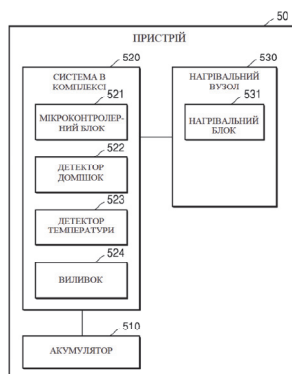 50
ПРИСТРІЙ
520
СИСТЕМА В
КОМПЛЕКСІ
521
МІКРОКОНТРОЛЕР-
НИЙ БЛОК
522
ДЕТЕКТОР
ДОМІШОК
523
ДЕТЕКТОР
ТЕМПЕРАТУРИ
524
ВИЛИВОК
530
НАГРІВАЛЬНИЙ
ВУЗОЛ
531
НАГРІВАЛЬНИЙ
БЛОК
510
АКУМУЛЯТОР